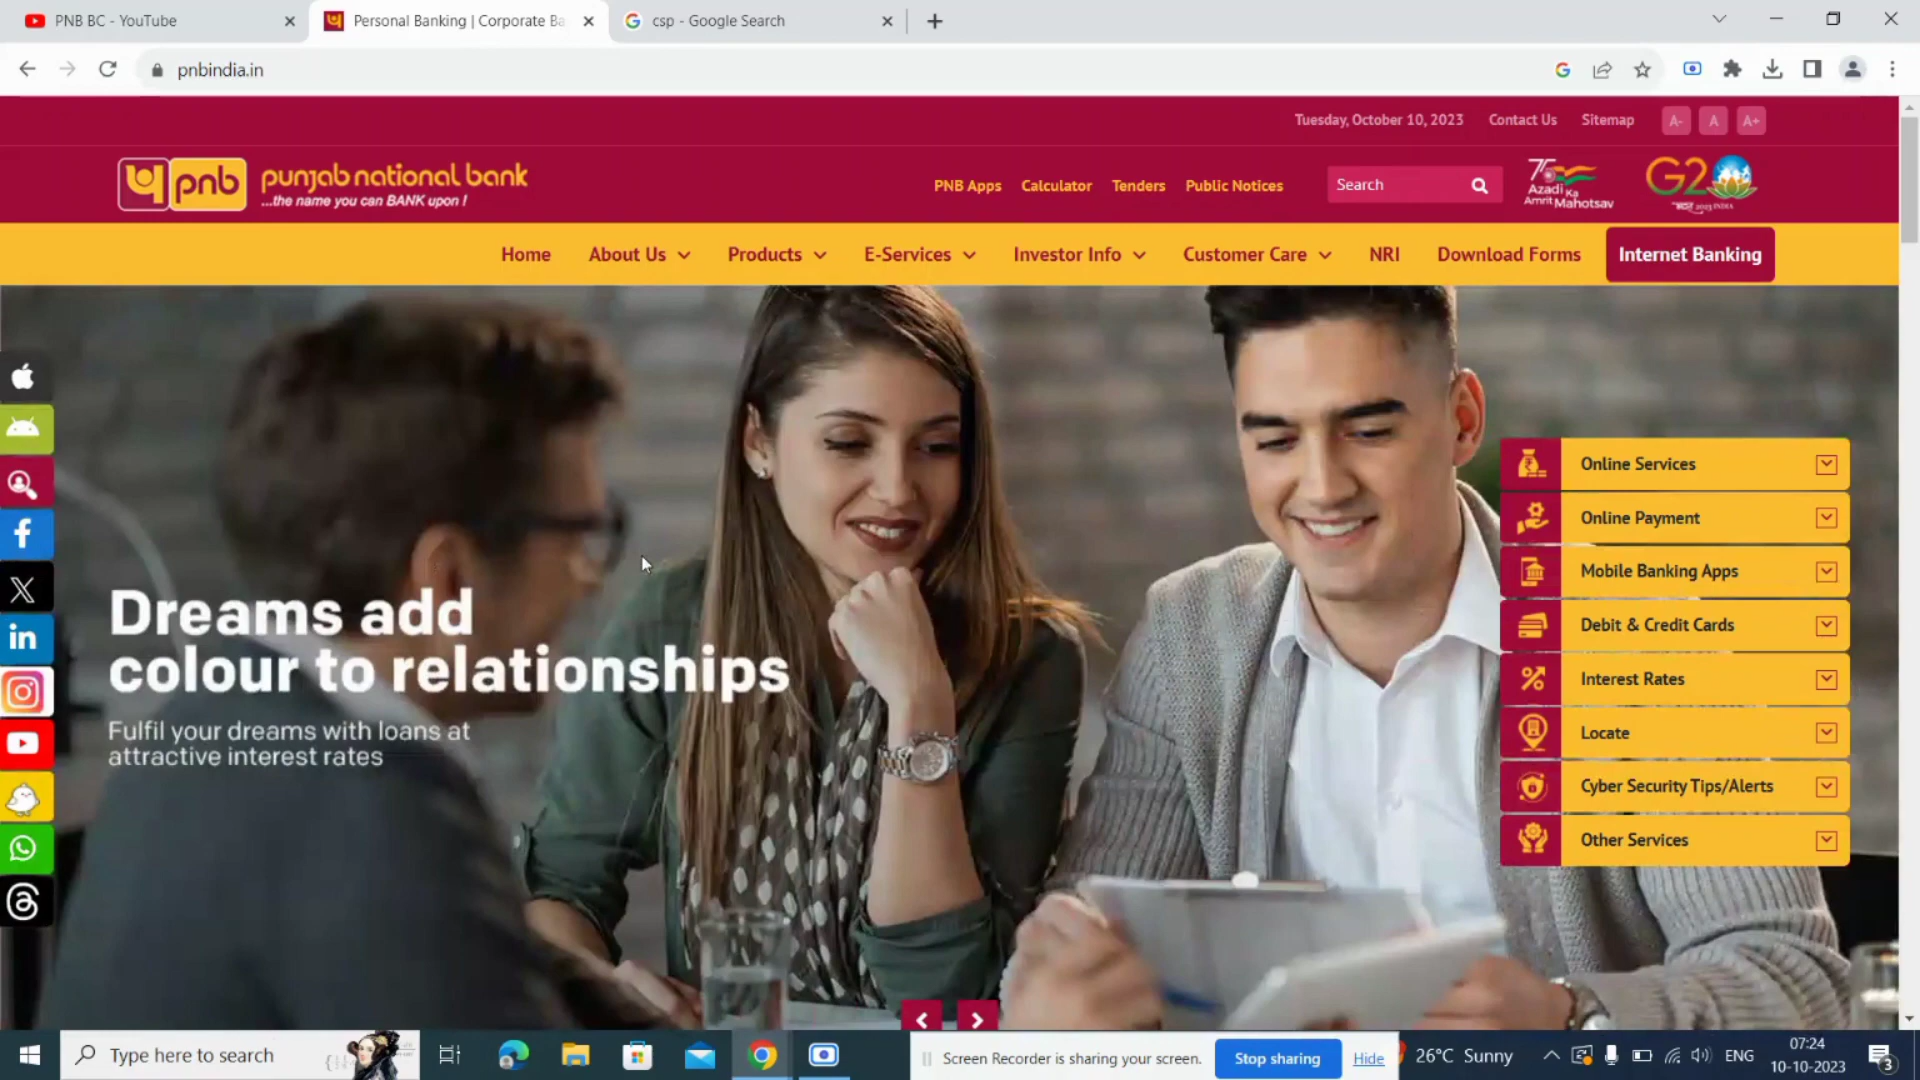 PNB BC - YouTube
Personal Banking | Corporate Ba
csp - Google Search
pnbindia.in
Tuesday, October 10, 2023 Contact Us Sitemap A- A A+
पnb punjab national bank
...the name you can BANK upon !
PNB Apps Calculator Tenders Public Notices Search
75 Azadi Ka Amrit Mahotsav
G20
Home About Us Products E-Services Investor Info Customer Care NRI Download Forms Internet Banking
Online Services
Online Payment
Mobile Banking Apps
Debit & Credit Cards
Interest Rates
Locate
Cyber Security Tips/Alerts
Other Services
Dreams add
colour to relationships
Fulfil your dreams with loans at
attractive interest rates
Type here to search
Screen Recorder is sharing your screen. Stop sharing Hide
26°C Sunny
ENG
07:24
10-10-2023
3